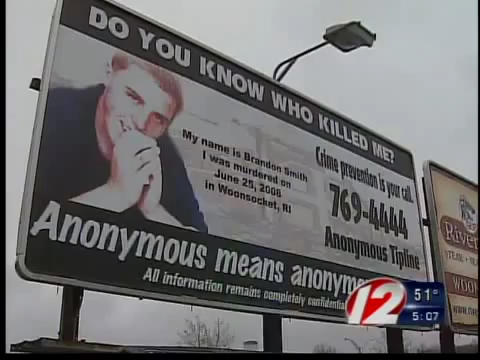 DO YOU KNOW WHO KILLED ME?
My name is Brandon Smith
I was murdered on
June 25, 2006
in Woonsocket, RI
Crime prevention is your call.
769-4444
Anonymous Tipline
Anonymous means anonym
All information remains completely confidential
River
WOON
12
51°
5:07